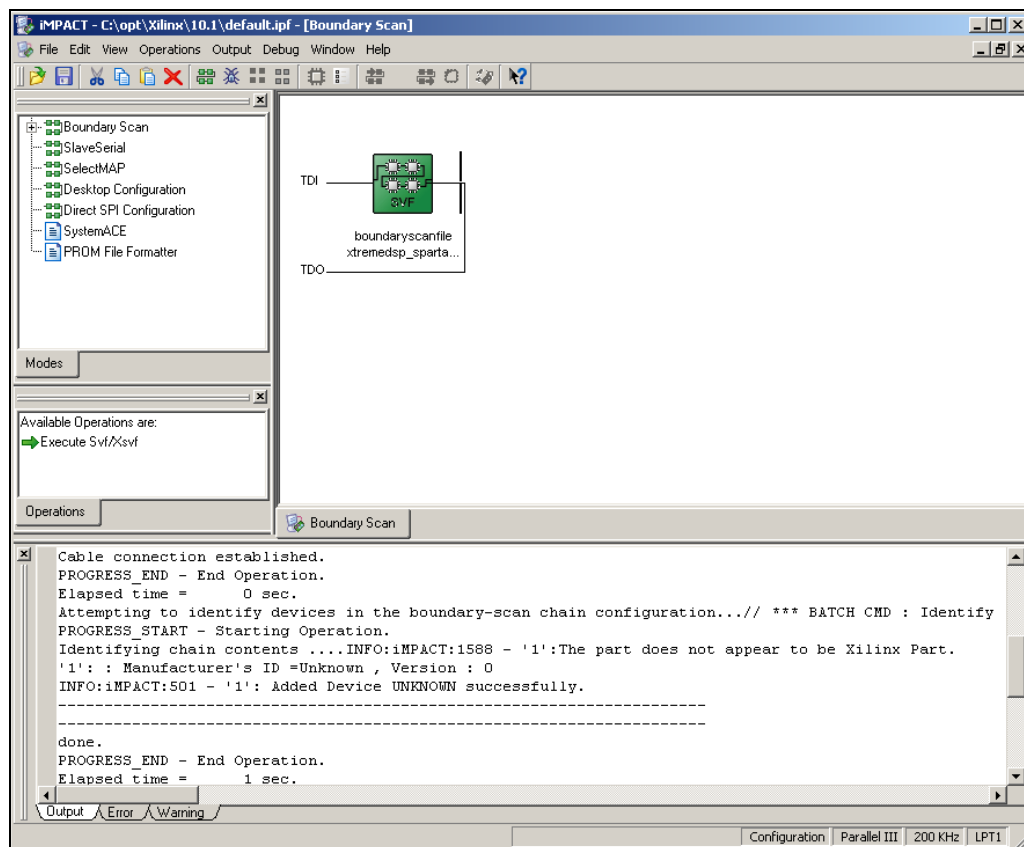 iMPACT - C:\opt\Xilinx\10.1\default.ipf - [Boundary Scan]
File Edit View Operations Output Debug Window Help
Boundary Scan
SlaveSerial
SelectMAP
Desktop Configuration
Direct SPI Configuration
SystemACE
PROM File Formatter
Modes
Available Operations are:
Execute Svf/Xsvf
Operations
TDI
SVF
boundaryscanfile
xtremedsp_sparta...
TDO
Boundary Scan
Cable connection established.
PROGRESS_END - End Operation.
Elapsed time =      0 sec.
Attempting to identify devices in the boundary-scan chain configuration...// *** BATCH CMD : Identify
PROGRESS_START - Starting Operation.
Identifying chain contents ....INFO:iMPACT:1588 - '1':The part does not appear to be Xilinx Part.
'1': : Manufacturer's ID =Unknown , Version : 0
INFO:iMPACT:501 - '1': Added Device UNKNOWN successfully.
----------------------------------------------------------------------
----------------------------------------------------------------------
done.
PROGRESS_END - End Operation.
Elapsed time =      1 sec.
Output Error Warning
Configuration Parallel III 200 KHz LPT1